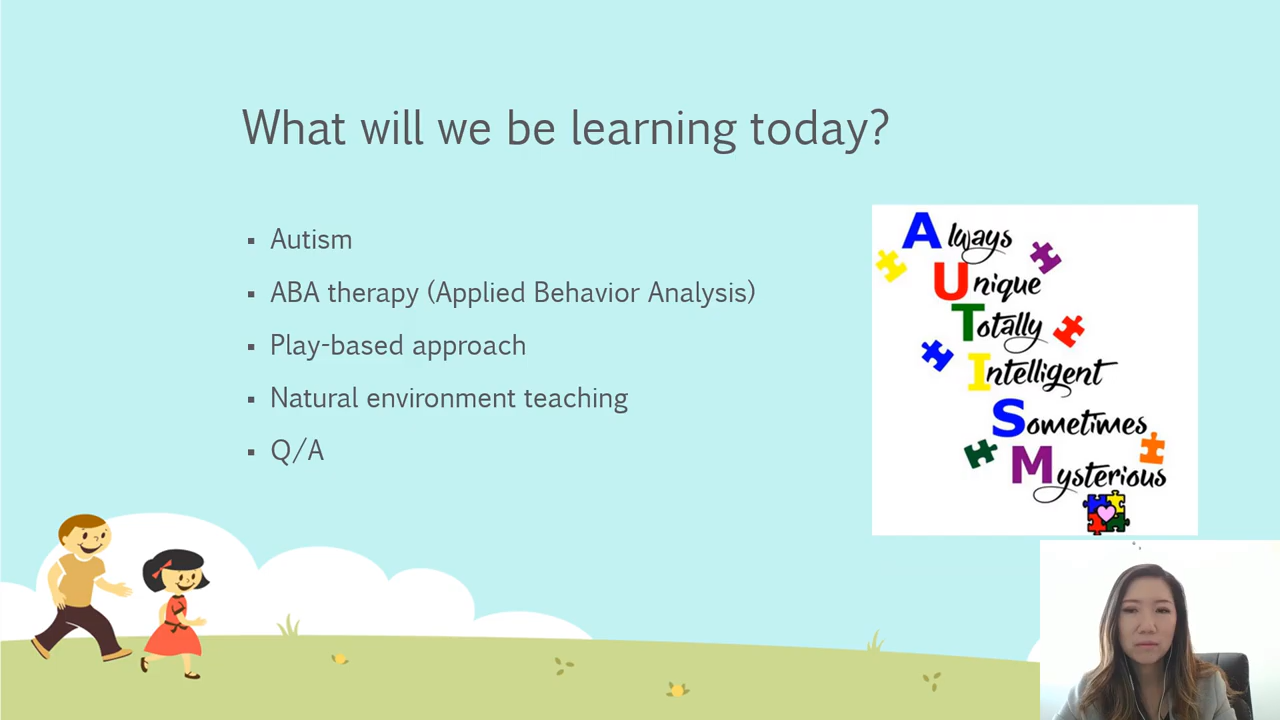 What will we be learning today?
Autism
ABA therapy (Applied Behavior Analysis)
Play-based approach
Natural environment teaching
Q/A
Always
Unique
Totally
Intelligent
Sometimes
Mysterious